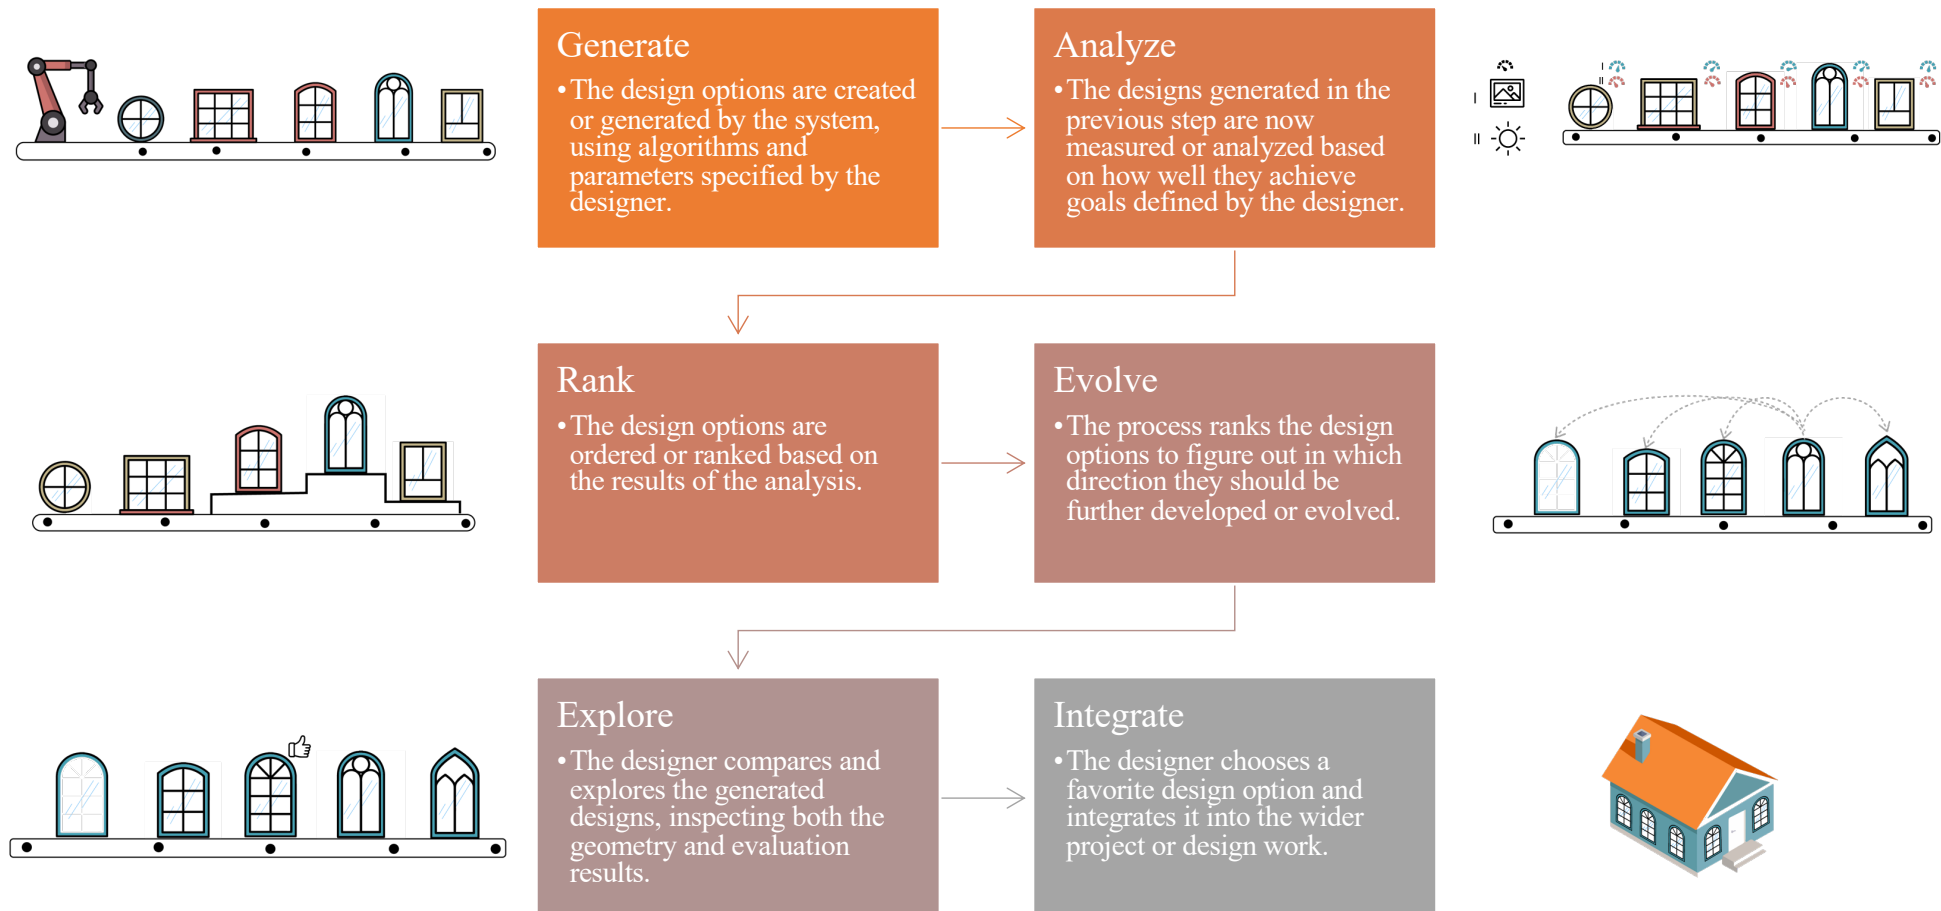 Generate
•The design options are created
or generated by the system,
using algorithms and
parameters specified by the
designer.
Analyze
•The designs generated in the
previous step are now
measured or analyzed based
on how well they achieve
goals defined by the designer.
I
II
I
II
Rank
•The design options are
ordered or ranked based on
the results of the analysis.
Evolve
•The process ranks the design
options to figure out in which
direction they should be
further developed or evolved.
Explore
•The designer compares and
explores the generated
designs, inspecting both the
geometry and evaluation
results.
Integrate
•The designer chooses a
favorite design option and
integrates it into the wider
project or design work.